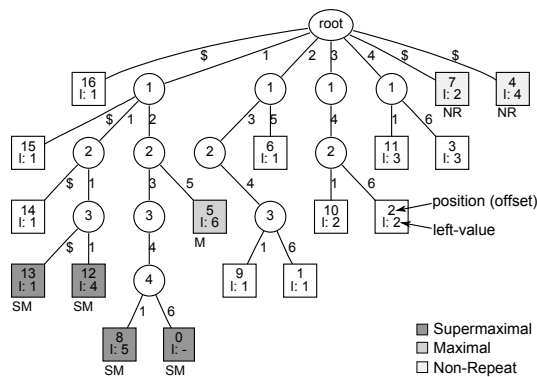 root
$ 1 2 3 4 $ $
16 1 1 1 1 7 4
l: 1 l: 2 l: 4
NR NR
$ 1 2 3 5 4 1 6
15 2 2 2 6 2 11 3
l: 1 l: 1 l: 3 l: 3
$ 1 3 5 4 1 6
14 3 3 5 3 10 2 position (offset)
l: 1 l: 6 l: 2 l: 2 left-value
M
$ 1 4 1 6
13 12 4 9 1
l: 1 l: 4 l: 1 l: 1
SM SM
1 6
8 0
l: 5 l: -
SM SM
Supermaximal
Maximal
Non-Repeat